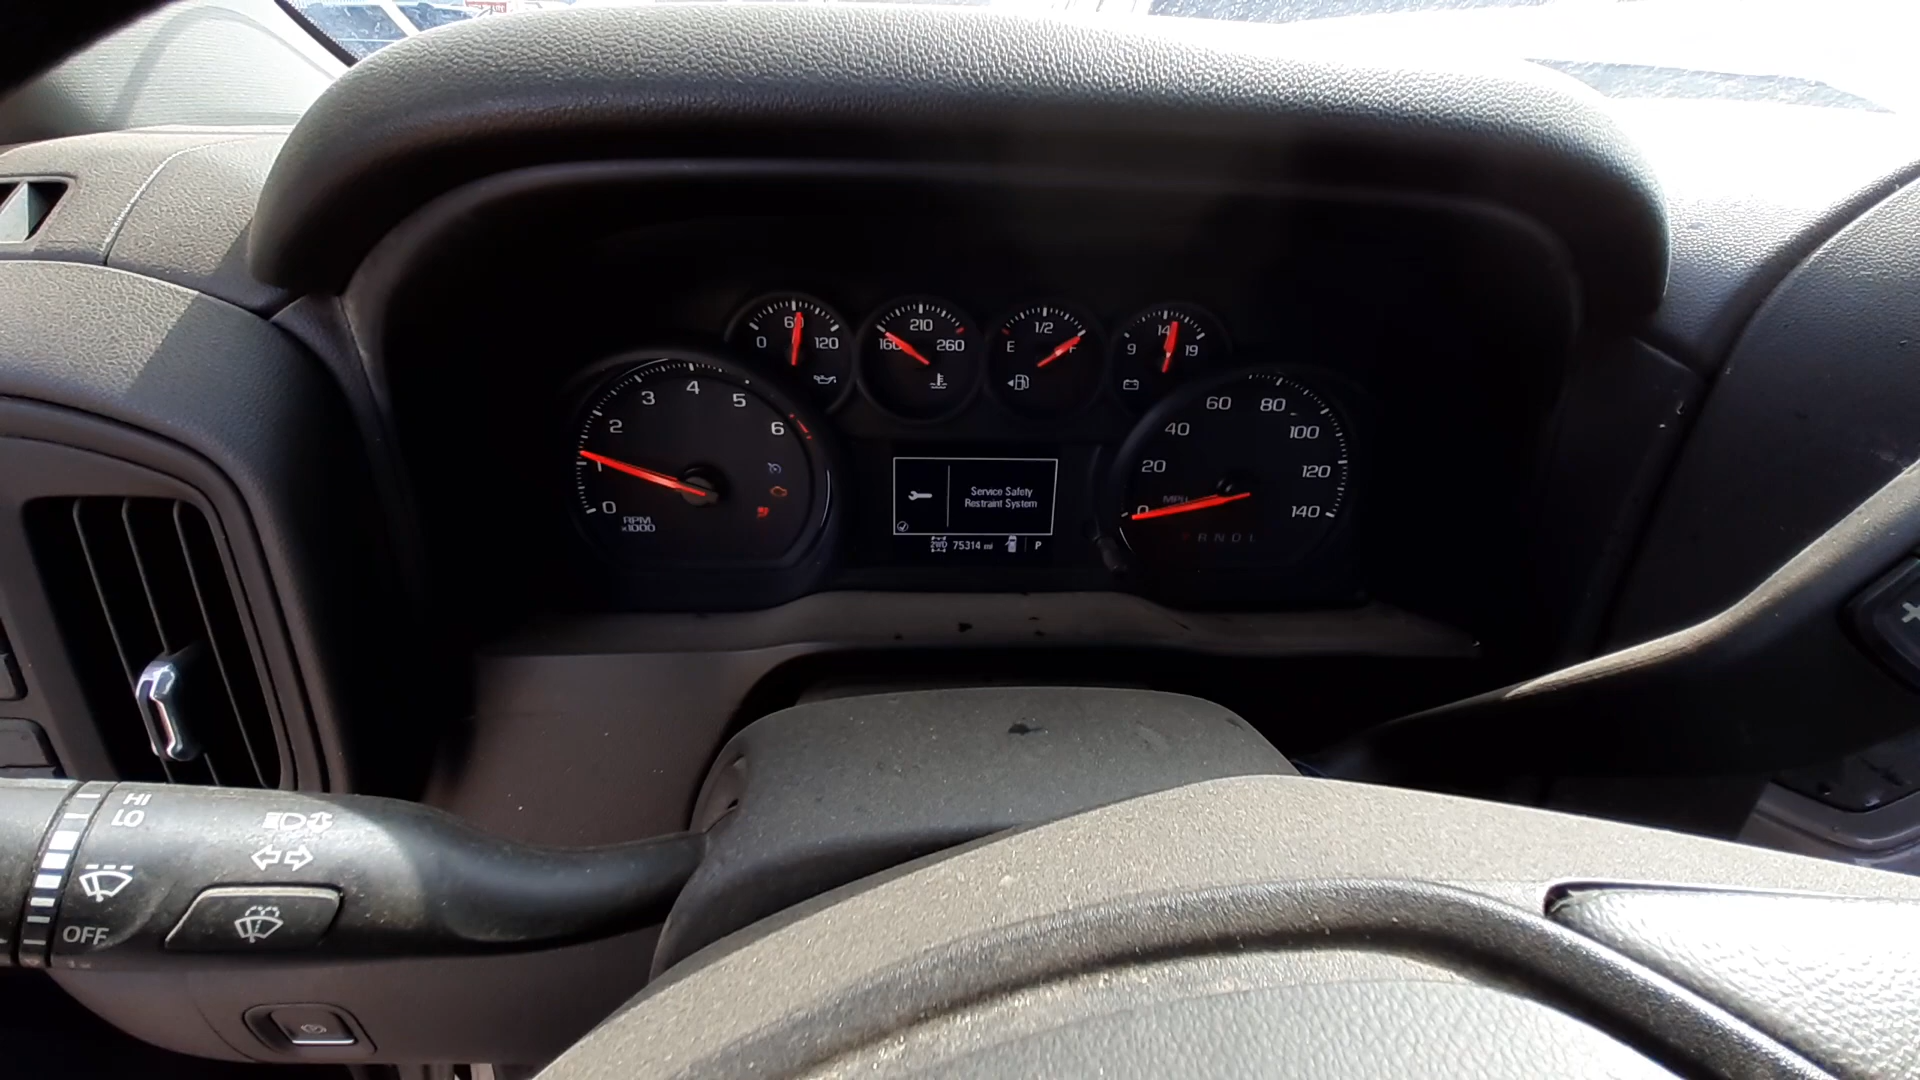 0 60 120
160 210 260
E 1/2 F
9 14 19
0 1 2 3 4 5 6
RPM
x1000
Service Safety
Restraint System
2WD 75314 mi P
0 20 40 60 80 100 120 140
MPH
P R N D L
HI
LO
OFF
+